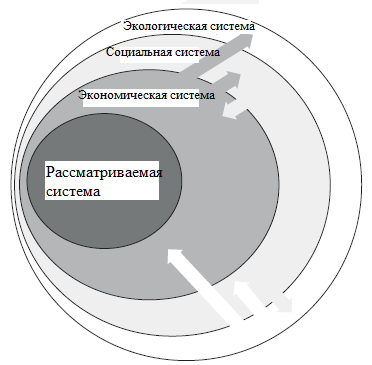 Экологическая система
Социальная система
Экономическая система
Рассматриваемая
система